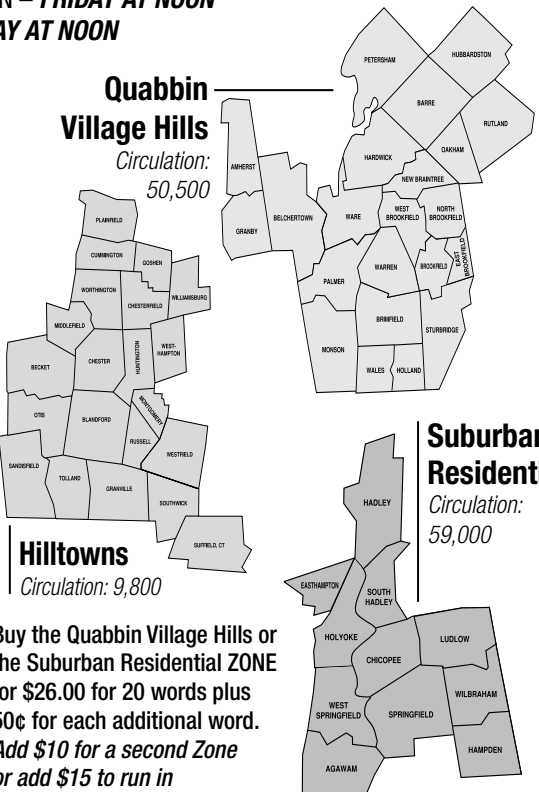 N – FRIDAY AT NOON
AY AT NOON
Quabbin
Village Hills
Circulation:
50,500
PETERSHAM
HUBBARDSTON
BARRE
RUTLAND
OAKHAM
HARDWICK
NEW BRAINTREE
AMHERST
GRANBY
BELCHERTOWN
WARE
WEST
BROOKFIELD
NORTH
BROOKFIELD
EAST
BROOKFIELD
BROOKFIELD
WARREN
PALMER
BRIMFIELD
STURBRIDGE
MONSON
WALES
HOLLAND
PLAINFIELD
CUMMINGTON
GOSHEN
WORTHINGTON
CHESTERFIELD
WILLIAMSBURG
MIDDLEFIELD
CHESTER
HUNTINGTON
WEST-
HAMPTON
BECKET
MONTGOMERY
OTIS
BLANDFORD
RUSSELL
WESTFIELD
SANDISFIELD
TOLLAND
GRANVILLE
SOUTHWICK
SUFFIELD, CT
Hilltowns
Circulation: 9,800
Suburban
Residenti
Circulation:
59,000
HADLEY
EASTHAMPTON
SOUTH
HADLEY
HOLYOKE
CHICOPEE
LUDLOW
WEST
SPRINGFIELD
SPRINGFIELD
WILBRAHAM
HAMPDEN
AGAWAM
Buy the Quabbin Village Hills or
the Suburban Residential ZONE
for $26.00 for 20 words plus
50¢ for each additional word.
Add $10 for a second Zone
or add $15 to run in